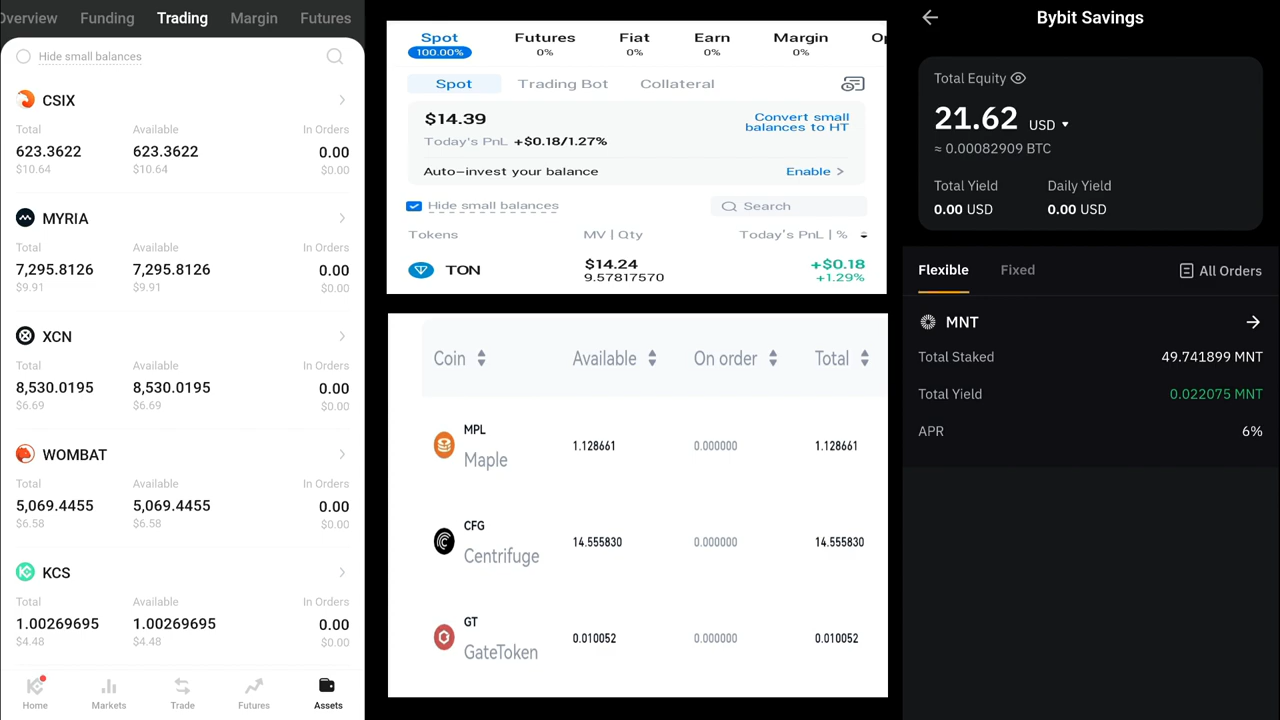 Overview Funding Trading Margin Futures
Hide small balances
CSIX
Total Available In Orders
623.3622 623.3622 0.00
$10.64 $10.64 $0.00
MYRIA
Total Available In Orders
7,295.8126 7,295.8126 0.00
$9.91 $9.91 $0.00
XCN
Total Available In Orders
8,530.0195 8,530.0195 0.00
$6.69 $6.69 $0.00
WOMBAT
Total Available In Orders
5,069.4455 5,069.4455 0.00
$6.58 $6.58 $0.00
KCS
Total Available In Orders
1.00269695 1.00269695 0.00
$4.48 $4.48 $0.00
Home Markets Trade Futures Assets
Spot Futures Fiat Earn Margin Op
100.00% 0% 0% 0% 0%
Spot Trading Bot Collateral
$14.39 Convert small
balances to HT
Today's PnL +$0.18/1.27%
Auto-invest your balance Enable >
Hide small balances Search
Tokens MV | Qty Today's PnL | %
TON $14.24 +$0.18
9.57817570 +1.29%
Coin Available On order Total
MPL
Maple 1.128661 0.000000 1.128661
CFG
Centrifuge 14.555830 0.000000 14.555830
GT
GateToken 0.010052 0.000000 0.010052
Bybit Savings
Total Equity
21.62 USD
≈ 0.00082909 BTC
Total Yield Daily Yield
0.00 USD 0.00 USD
Flexible Fixed All Orders
MNT
Total Staked 49.741899 MNT
Total Yield 0.022075 MNT
APR 6%